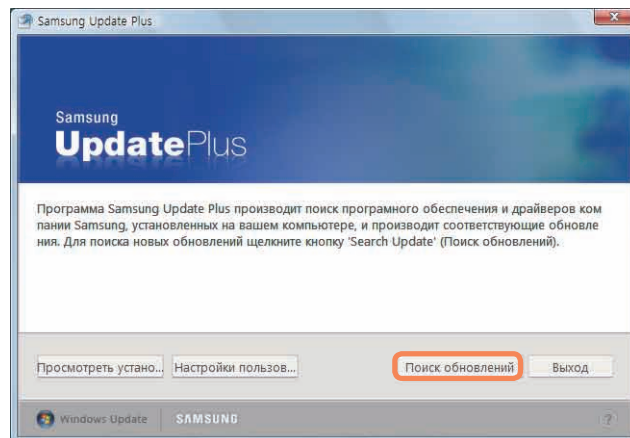 Samsung Update Plus
Samsung
UpdatePlus
Программа Samsung Update Plus производит поиск програмного обеспечения и драйверов ком
пании Samsung, установленных на вашем компьютере, и производит соответствующие обновле
ния. Для поиска новых обновлений щелкните кнопку 'Search Update' (Поиск обновлений).
Просмотреть устано... Настройки пользов... Поиск обновлений Выход
Windows Update SAMSUNG ?